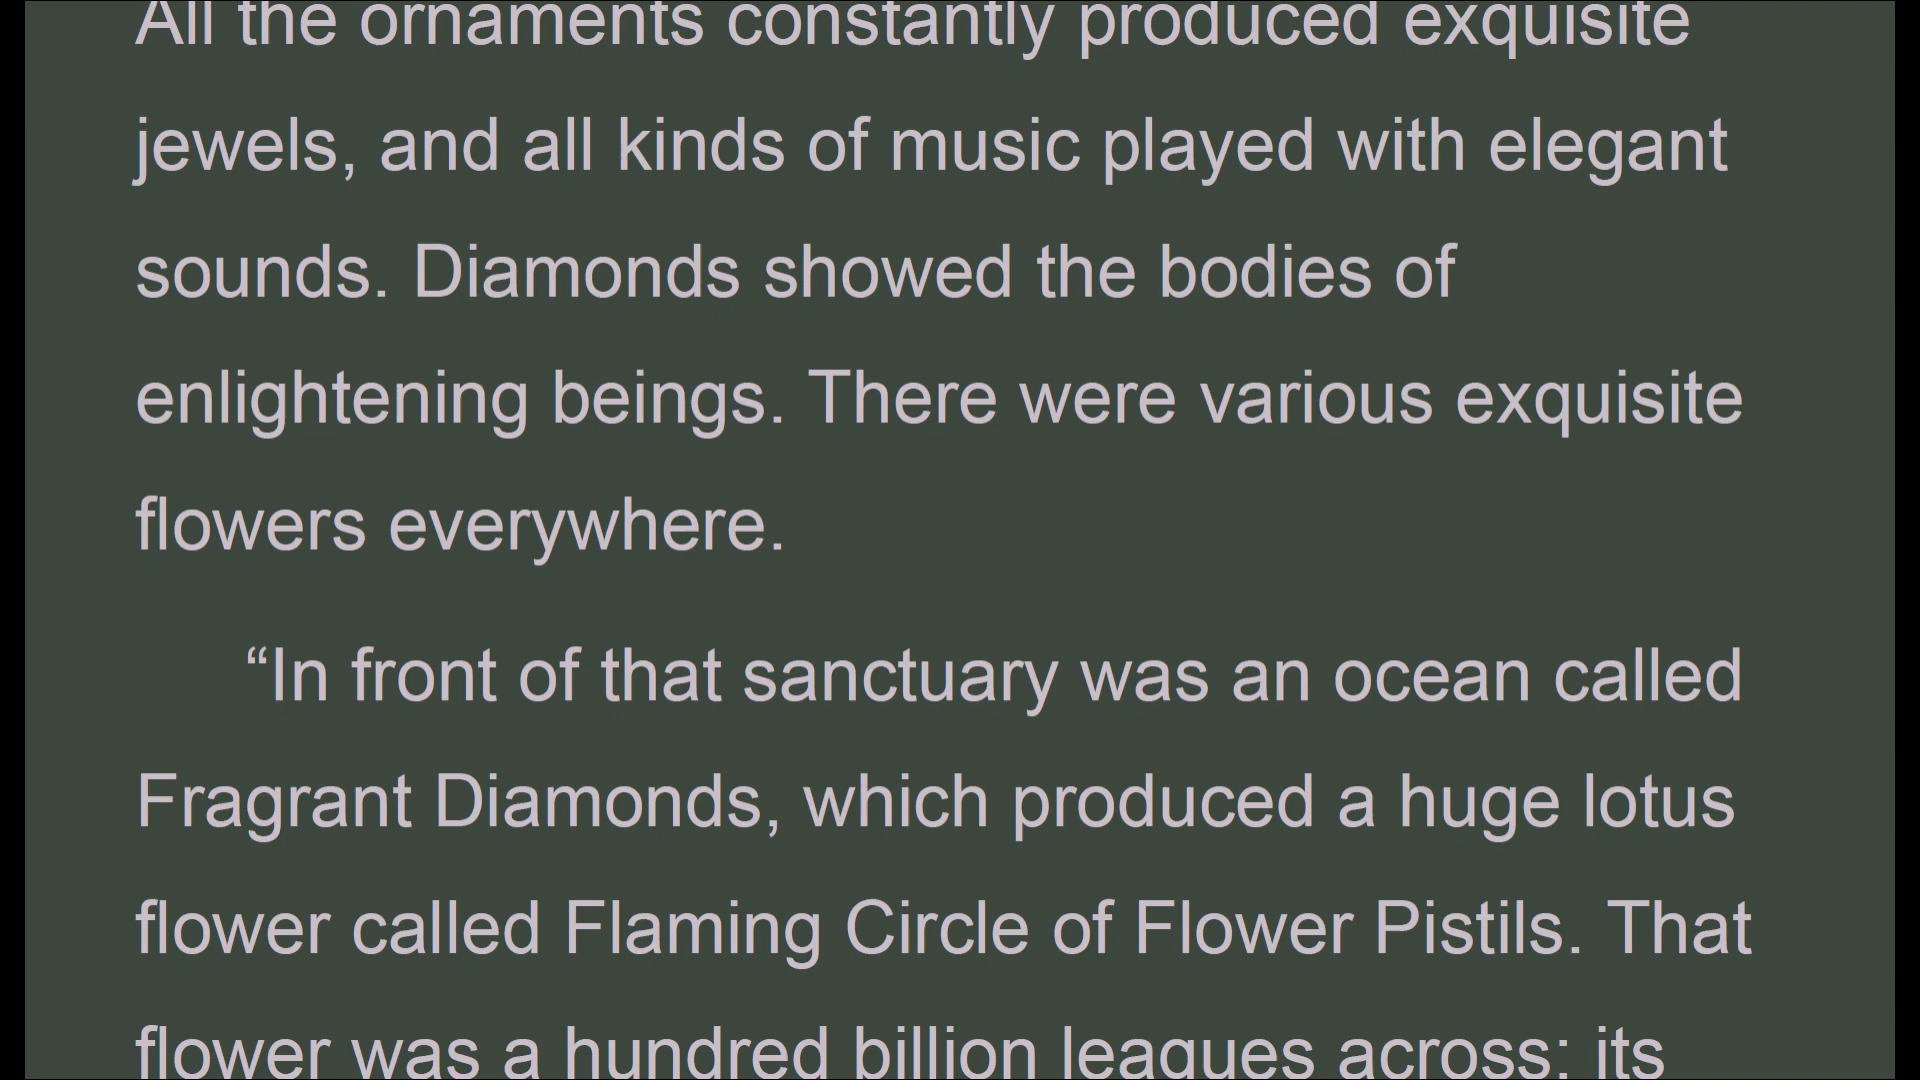 All the ornaments constantly produced exquisite
jewels, and all kinds of music played with elegant
sounds. Diamonds showed the bodies of
enlightening beings. There were various exquisite
flowers everywhere.
“In front of that sanctuary was an ocean called
Fragrant Diamonds, which produced a huge lotus
flower called Flaming Circle of Flower Pistils. That
flower was a hundred billion leagues across; its